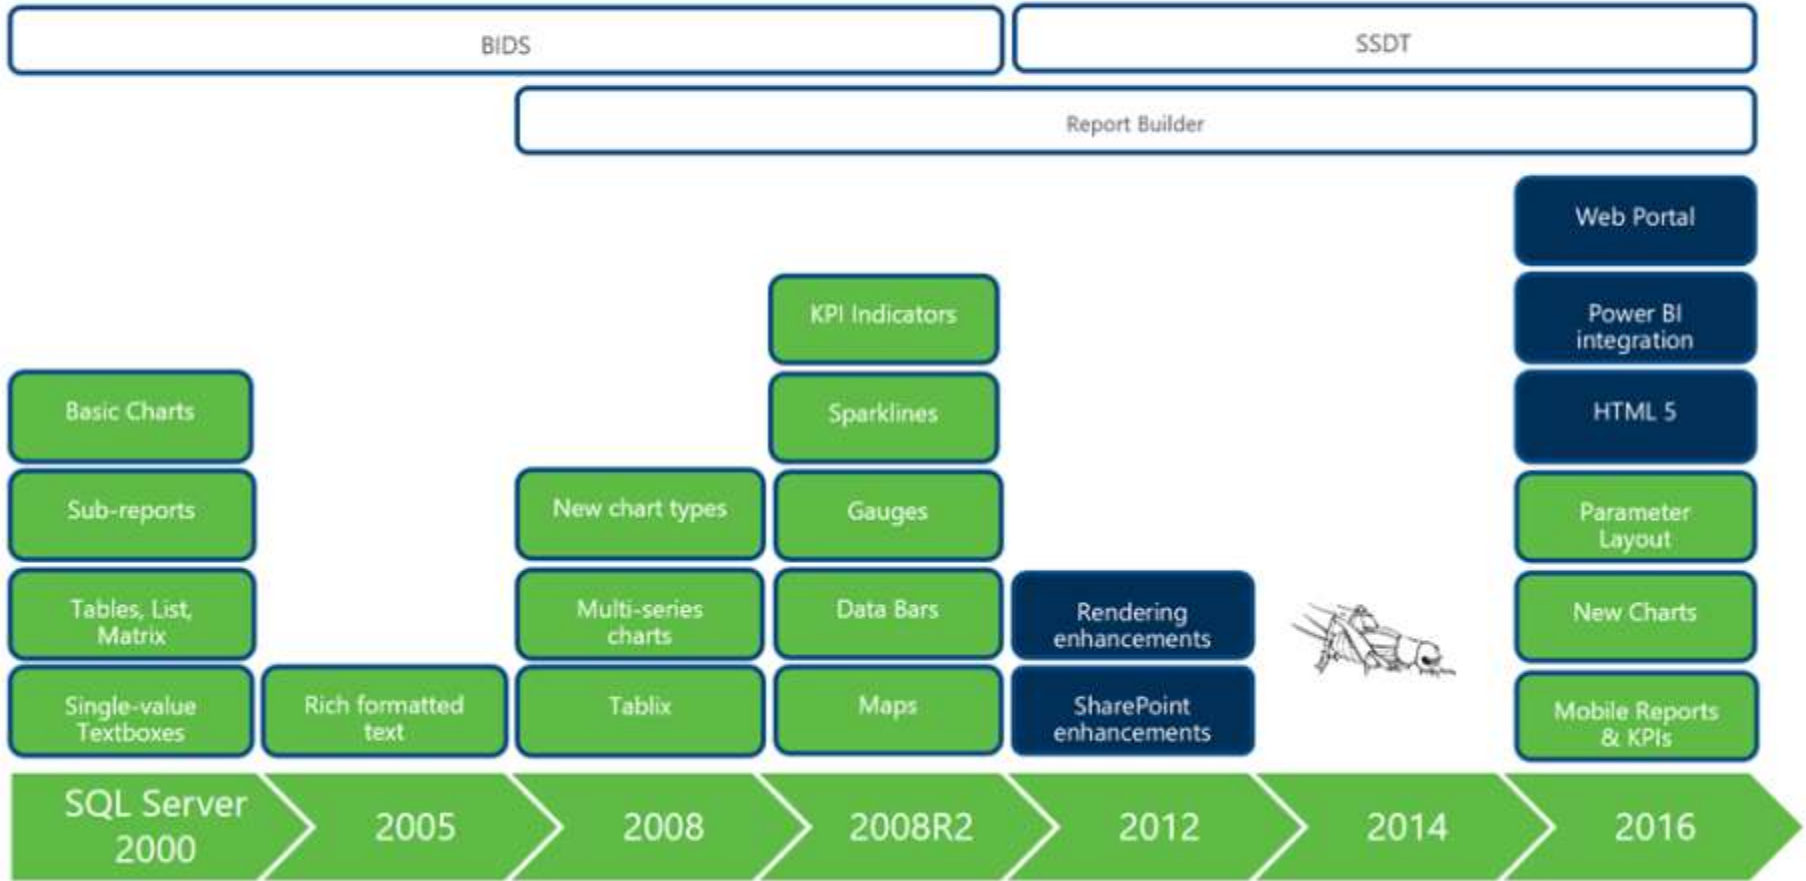 BIDS
SSDT
Report Builder
Web Portal
KPI Indicators
Power BI
integration
Basic Charts
Sparklines
HTML 5
Sub-reports
New chart types
Gauges
Parameter
Layout
Tables, List,
Matrix
Multi-series
charts
Data Bars
Rendering
enhancements
New Charts
Single-value
Textboxes
Rich formatted
text
Tablix
Maps
SharePoint
enhancements
Mobile Reports
& KPIs
SQL Server
2000
2005
2008
2008R2
2012
2014
2016